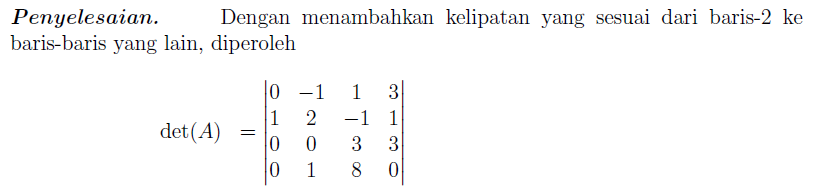 Penyelesaian. Dengan menambahkan kelipatan yang sesuai dari baris-2 ke
baris-baris yang lain, diperoleh
0 −1 1 3
1 2 −1 1
det(A) =
0 0 3 3
0 1 8 0